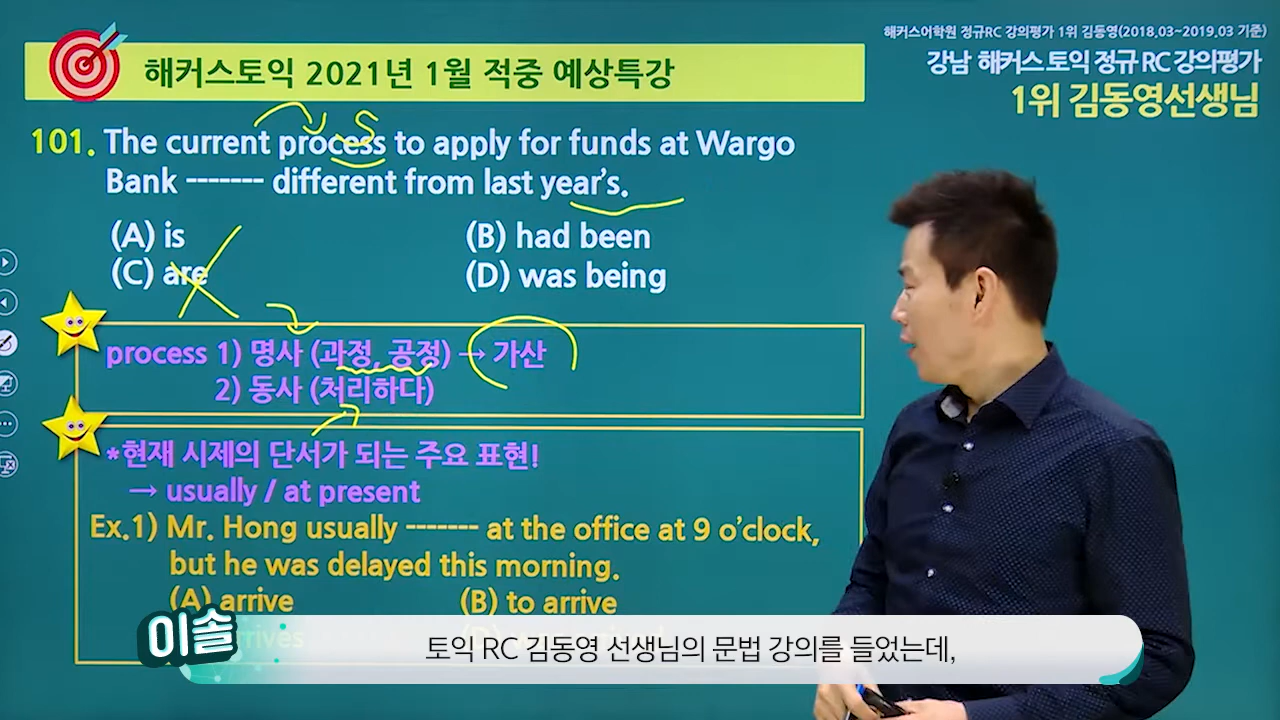 해커스어학원 정규RC 강의평가 1위 김동영(2018.03~2019.03 기준)
강남 해커스 토익 정규 RC 강의평가
1위 김동영선생님
해커스토익 2021년 1월 적중 예상특강
101. The current process to apply for funds at Wargo
Bank ------- different from last year's.
(A) is
(B) had been
(C) are
(D) was being
process 1) 명사 (과정, 공정) → 가산
2) 동사 (처리하다)
*현재 시제의 단서가 되는 주요 표현!
→ usually / at present
Ex.1) Mr. Hong usually ------- at the office at 9 o'clock,
but he was delayed this morning.
(A) arrive
(B) to arrive
이솔
토익 RC 김동영 선생님의 문법 강의를 들었는데,